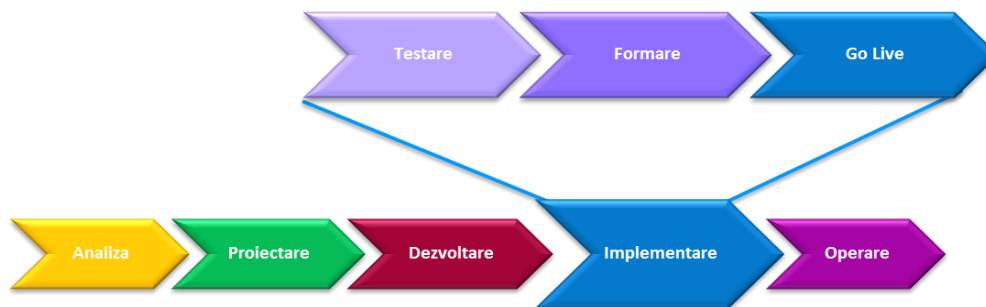 Testare
Formare
Go Live
Analiza
Proiectare
Dezvoltare
Implementare
Operare